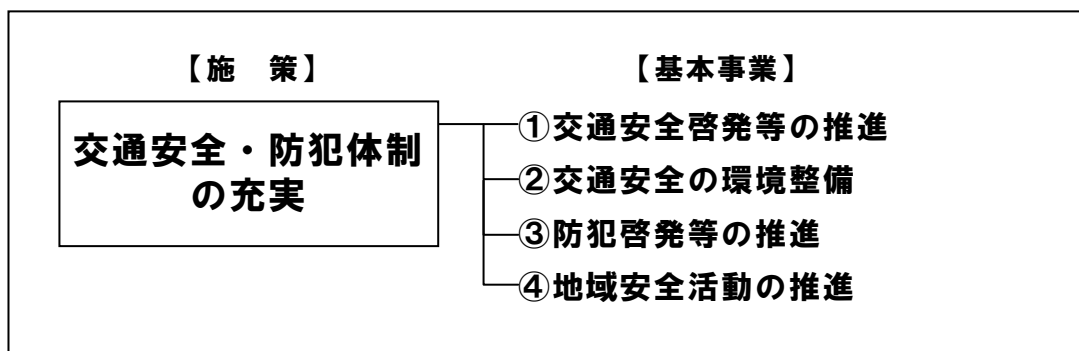 【施　策】
【基本事業】
交通安全・防犯体制
の充実
①交通安全啓発等の推進
②交通安全の環境整備
③防犯啓発等の推進
④地域安全活動の推進